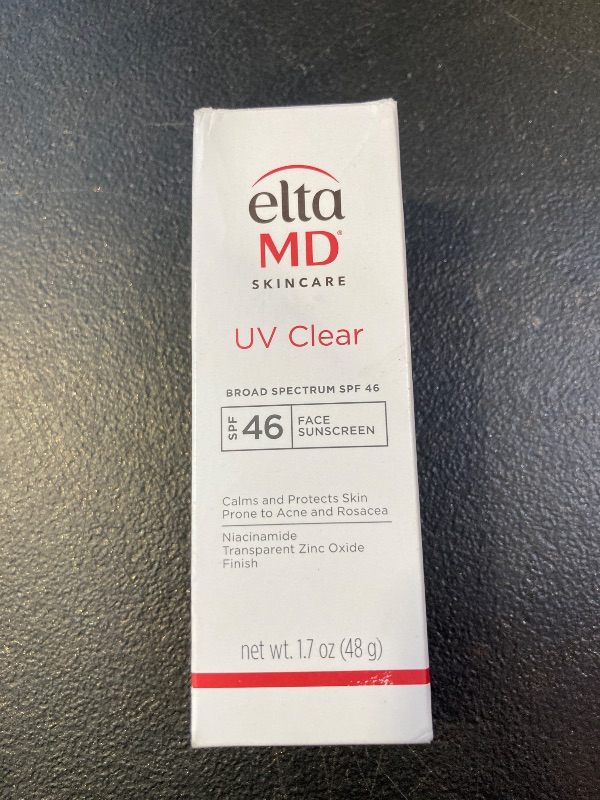 elta
MD®
SKINCARE
UV Clear
BROAD SPECTRUM SPF 46
SPF 46 FACE
SUNSCREEN
Calms and Protects Skin
Prone to Acne and Rosacea
Niacinamide
Transparent Zinc Oxide
Finish
net wt. 1.7 oz (48 g)